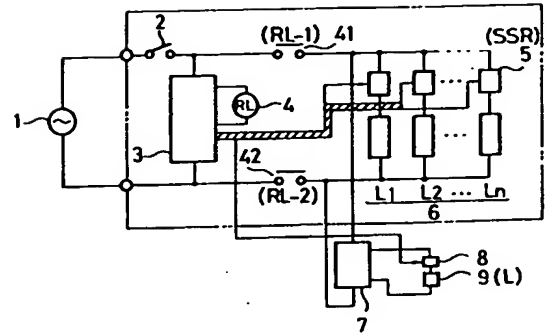 2 (RL-1) 41 (SSR)
5
1 RL 4
3 42
(RL-2) L1 L2 ... Ln
6
8
9(L)
7